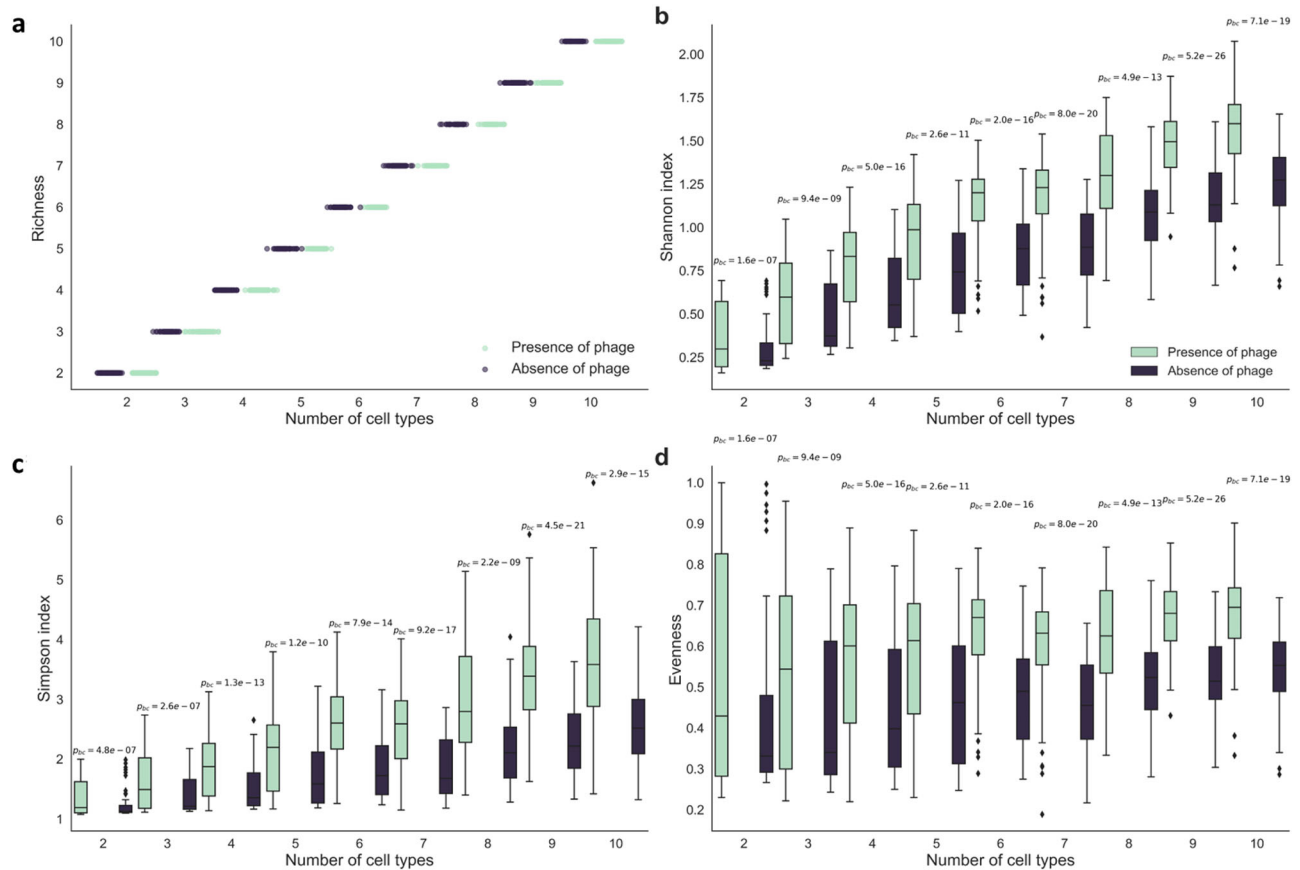 a
10
9
8
7
6
5
4
3
2
Richness
Presence of phage
Absence of phage
2 3 4 5 6 7 8 9 10
Number of cell types
b
2.00
1.75
1.50
1.25
1.00
0.75
0.50
0.25
Shannon index
p_bc = 1.6e − 07
p_bc = 9.4e − 09
p_bc = 5.0e − 16
p_bc = 2.6e − 11
p_bc = 2.0e − 16
p_bc = 8.0e − 20
p_bc = 4.9e − 13
p_bc = 5.2e − 26
p_bc = 7.1e − 19
Presence of phage
Absence of phage
2 3 4 5 6 7 8 9 10
Number of cell types
c
6
5
4
3
2
1
Simpson index
p_bc = 4.8e − 07
p_bc = 2.6e − 07
p_bc = 1.3e − 13
p_bc = 1.2e − 10
p_bc = 7.9e − 14
p_bc = 9.2e − 17
p_bc = 2.2e − 09
p_bc = 4.5e − 21
p_bc = 2.9e − 15
2 3 4 5 6 7 8 9 10
Number of cell types
d
1.0
0.9
0.8
0.7
0.6
0.5
0.4
0.3
0.2
Evenness
p_bc = 1.6e − 07
p_bc = 9.4e − 09
p_bc = 5.0e − 16
p_bc = 2.6e − 11
p_bc = 2.0e − 16
p_bc = 8.0e − 20
p_bc = 4.9e − 13
p_bc = 5.2e − 26
p_bc = 7.1e − 19
2 3 4 5 6 7 8 9 10
Number of cell types